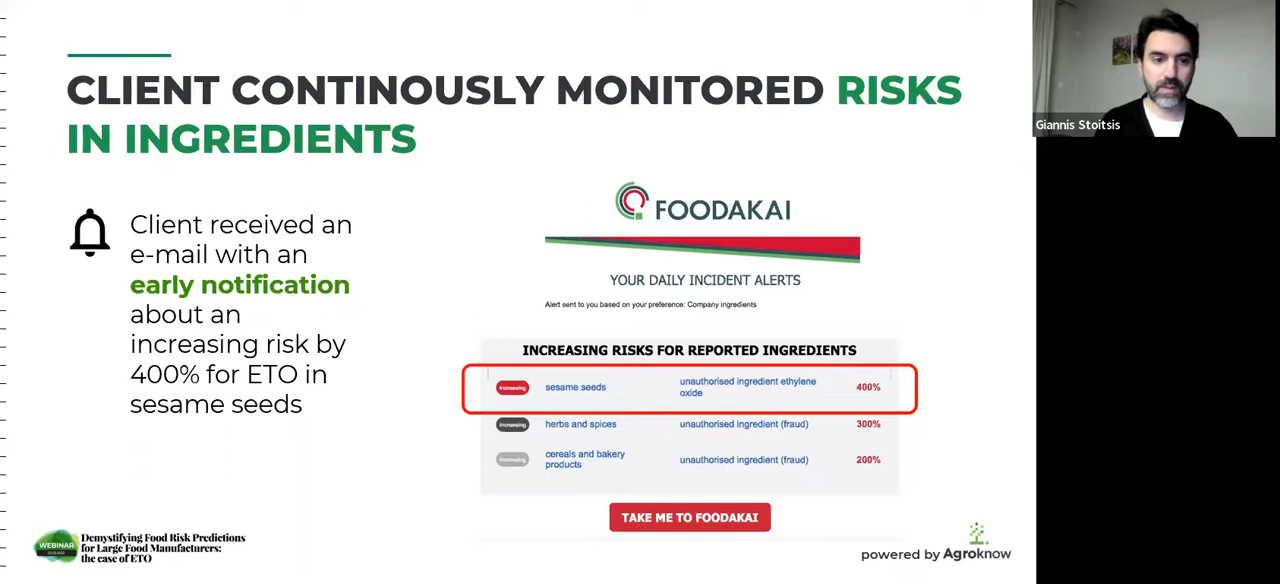 CLIENT CONTINOUSLY MONITORED RISKS
IN INGREDIENTS
Client received an
e-mail with an
early notification
about an
increasing risk by
400% for ETO in
sesame seeds
FOODAKAI
YOUR DAILY INCIDENT ALERTS
Alert sent to you based on your preference: Company ingredients
INCREASING RISKS FOR REPORTED INGREDIENTS
Increasing sesame seeds unauthorised ingredient ethylene
oxide 400%
Increasing herbs and spices unauthorised ingredient (fraud) 300%
Increasing cereals and bakery
products unauthorised ingredient (fraud) 200%
TAKE ME TO FOODAKAI
WEBINAR
Demystifying Food Risk Predictions
for Large Food Manufacturers:
the case of ETO
powered by Agroknow
Giannis Stoitsis